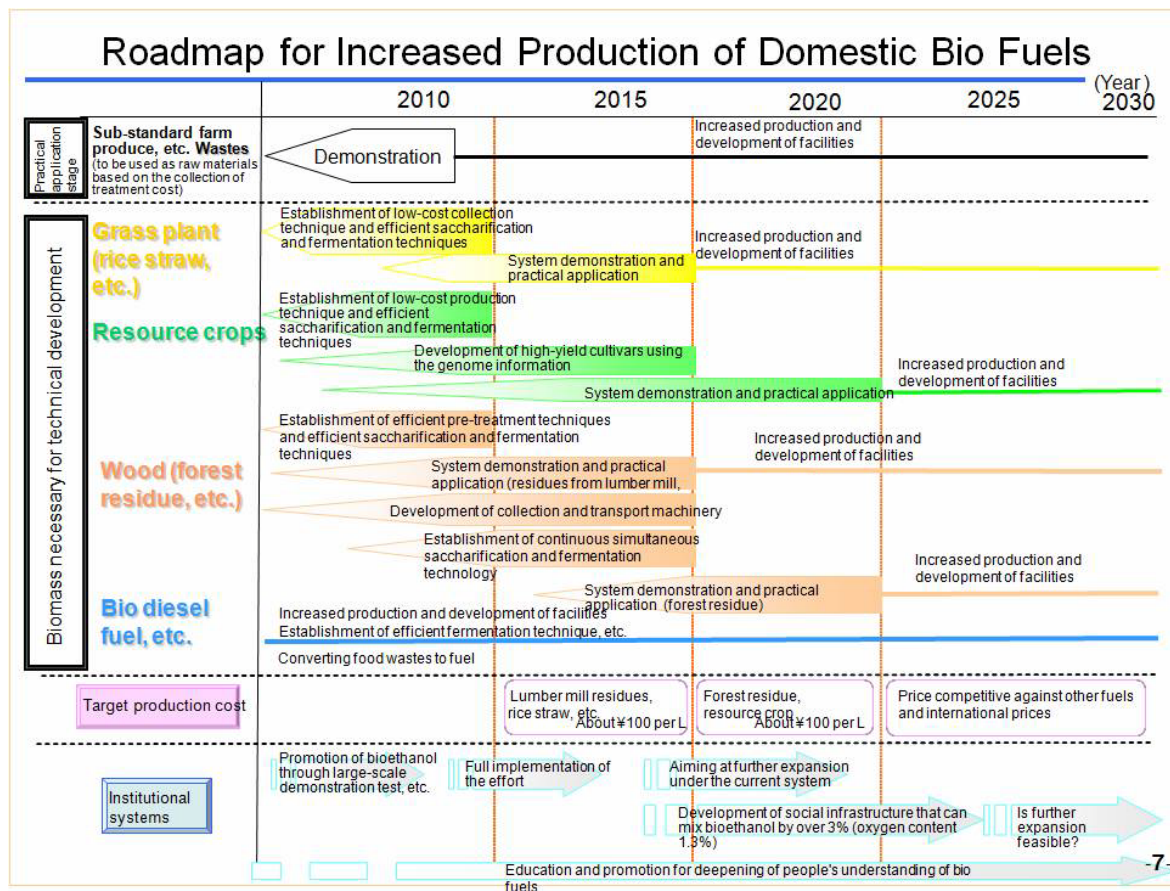 Roadmap for Increased Production of Domestic Bio Fuels
(Year)
2010
2015
2020
2025
2030
Practical
application
stage
Sub-standard farm
produce, etc. Wastes
(to be used as raw materials
based on the collection of
treatment cost)
Demonstration
Increased production and
development of facilities
Biomass necessary for technical development
Grass plant
(rice straw,
etc.)
Establishment of low-cost collection
technique and efficient saccharification
and fermentation techniques
System demonstration and
practical application
Increased production and
development of facilities
Resource crops
Establishment of low-cost production
technique and efficient
saccharification and fermentation
techniques
Development of high-yield cultivars using
the genome information
System demonstration and practical application
Increased production and
development of facilities
Wood (forest
residue, etc.)
Establishment of efficient pre-treatment techniques
and efficient saccharification and fermentation
techniques
System demonstration and practical
application (residues from lumber mill,
Increased production and
development of facilities
Development of collection and transport machinery
Establishment of continuous simultaneous
saccharification and fermentation
technology
System demonstration and practical
application (forest residue)
Increased production and
development of facilities
Bio diesel
fuel, etc.
Increased production and development of facilities
Establishment of efficient fermentation technique, etc.
Converting food wastes to fuel
Target production cost
Lumber mill residues,
rice straw, etc.
About ¥100 per L
Forest residue,
resource crop
About ¥100 per L
Price competitive against other fuels
and international prices
Institutional
systems
Promotion of bioethanol
through large-scale
demonstration test, etc.
Full implementation of
the effort
Aiming at further expansion
under the current system
Development of social infrastructure that can
mix bioethanol by over 3% (oxygen content
1.3%)
Is further
expansion
feasible?
Education and promotion for deepening of people's understanding of bio
fuels
-7-